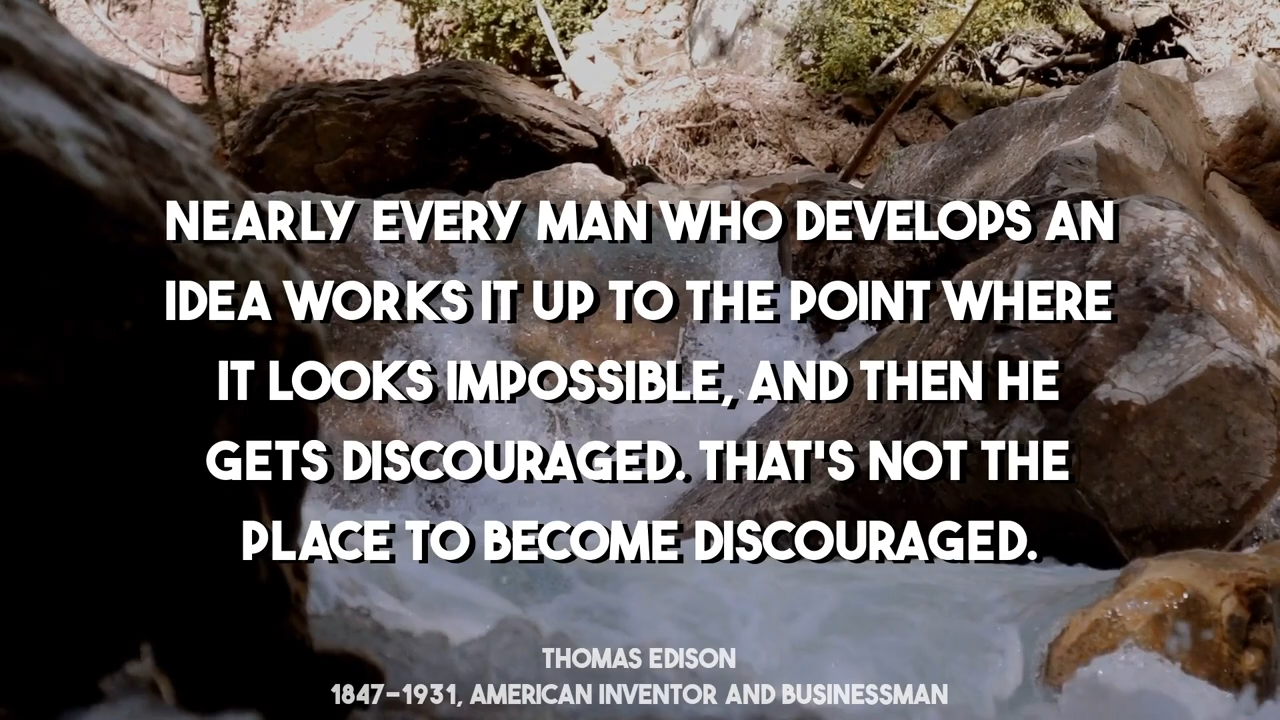 NEARLY EVERY MAN WHO DEVELOPS AN
IDEA WORKS IT UP TO THE POINT WHERE
IT LOOKS IMPOSSIBLE, AND THEN HE
GETS DISCOURAGED. THAT'S NOT THE
PLACE TO BECOME DISCOURAGED.
THOMAS EDISON
1847-1931, AMERICAN INVENTOR AND BUSINESSMAN